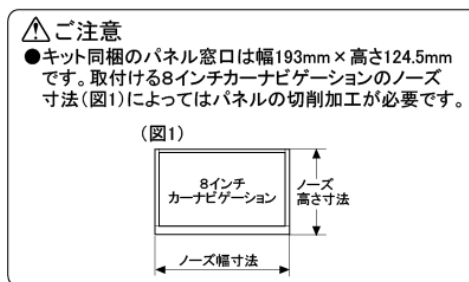 ⚠ご注意
●キット同梱のパネル窓口は幅193mm×高さ124.5mm
です。取付ける8インチカーナビゲーションのノーズ
寸法(図1)によってはパネルの切削加工が必要です。
(図1)
8インチ
カーナビゲーション
ノーズ
高さ寸法
ノーズ幅寸法